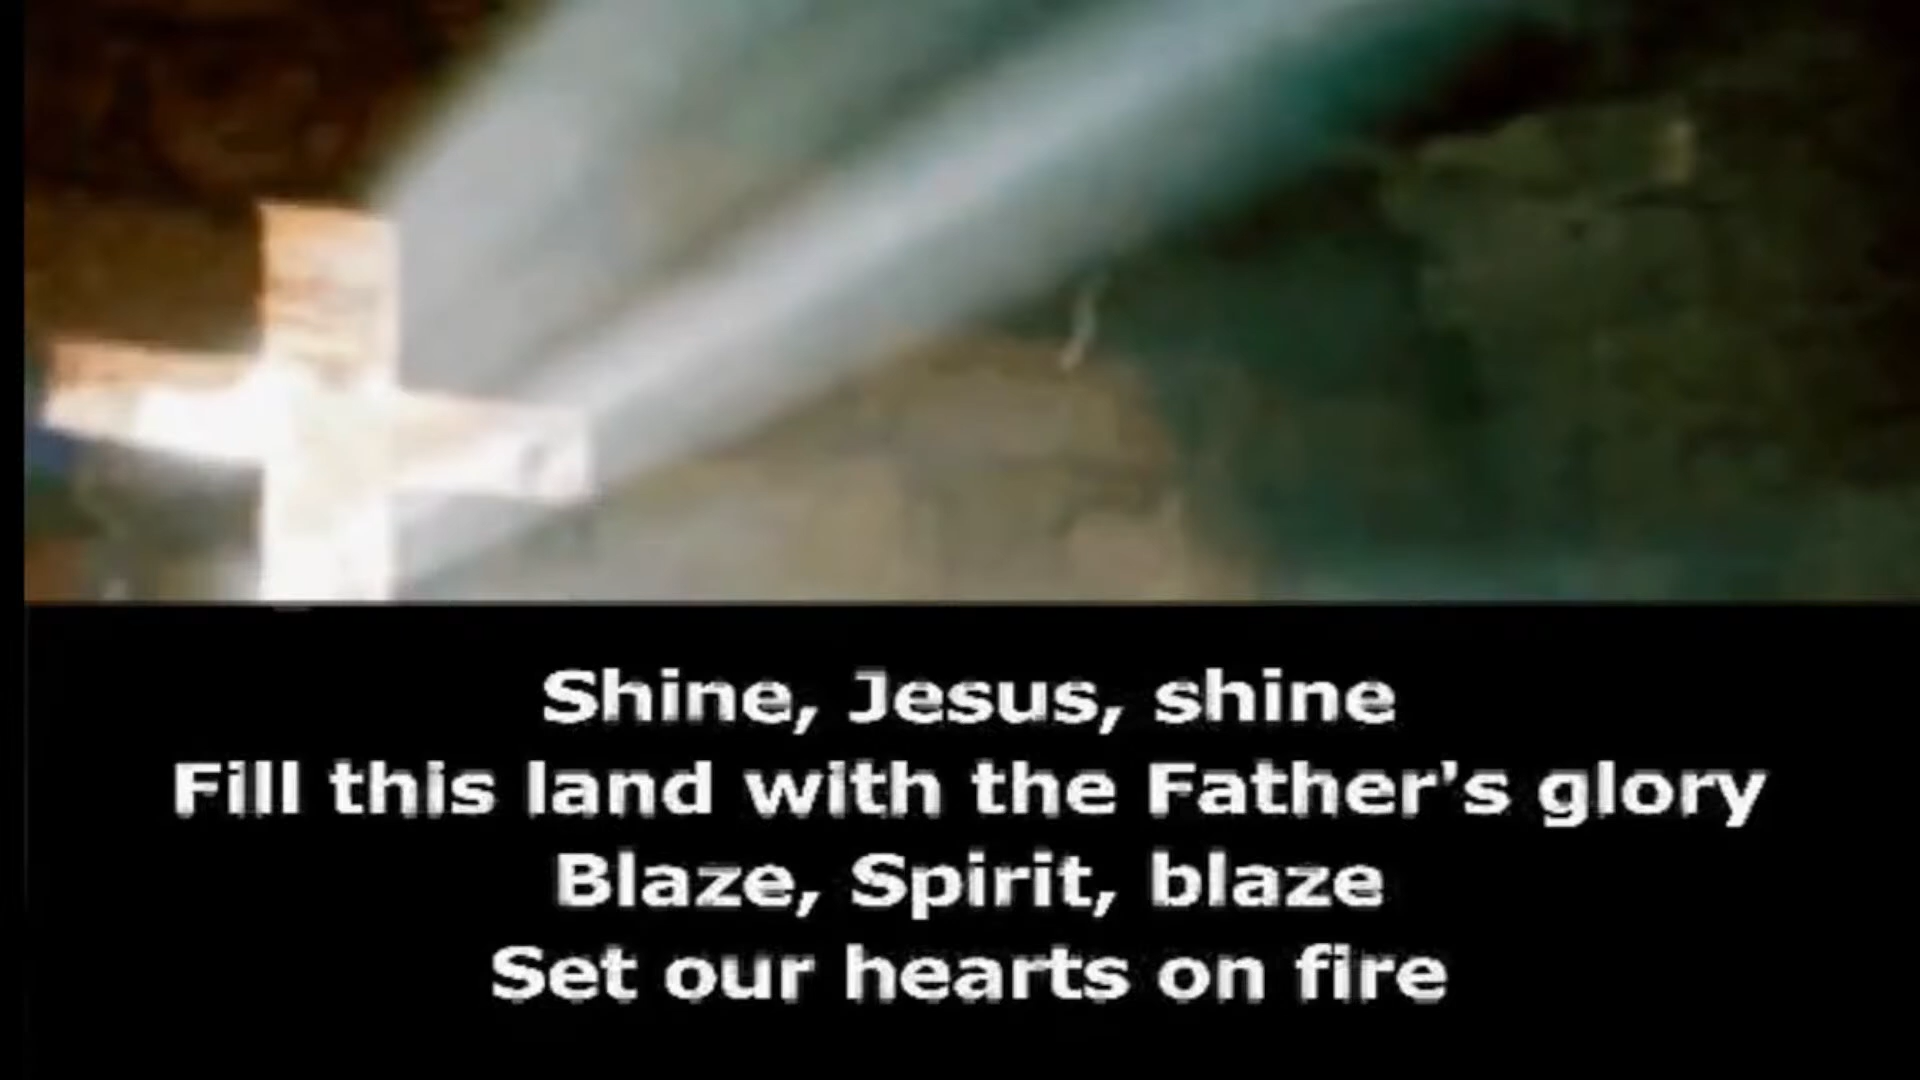 Shine, Jesus, shine
Fill this land with the Father's glory
Blaze, Spirit, blaze
Set our hearts on fire